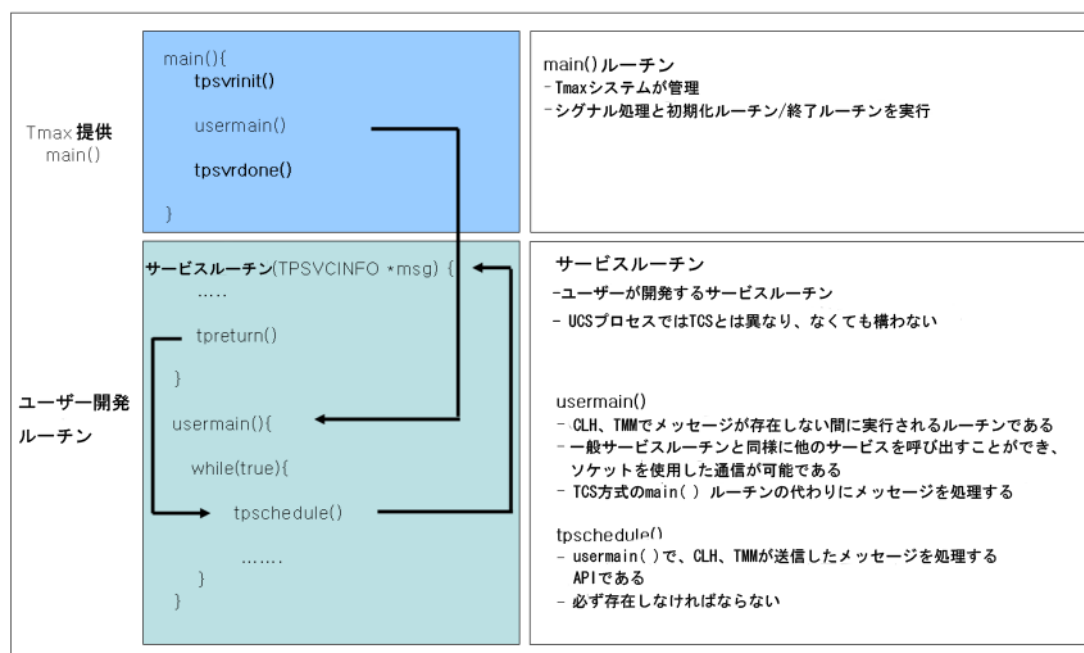 Tmax 提供
main()
main(){
tpsvrinit()
usermain()
tpsvrdone()
}
main()ルーチン
- Tmaxシステムが管理
- シグナル処理と初期化ルーチン/終了ルーチンを実行
ユーザー開発
ルーチン
サービスルーチン(TPSVCINFO *msg) {
.....
tpreturn()
}
usermain(){
while(true){
tpschedule()
.......
}
}
サービスルーチン
-ユーザーが開発するサービスルーチン
- UCSプロセスではTCSとは異なり、なくても構わない
usermain()
- CLH、TMMでメッセージが存在しない間に実行されるルーチンである
- 一般サービスルーチンと同様に他のサービスを呼び出すことができ、
ソケットを使用した通信が可能である
- TCS方式のmain() ルーチンの代わりにメッセージを処理する
tpschedule()
- usermain()で、CLH、TMMが送信したメッセージを処理する
APIである
- 必ず存在しなければならない